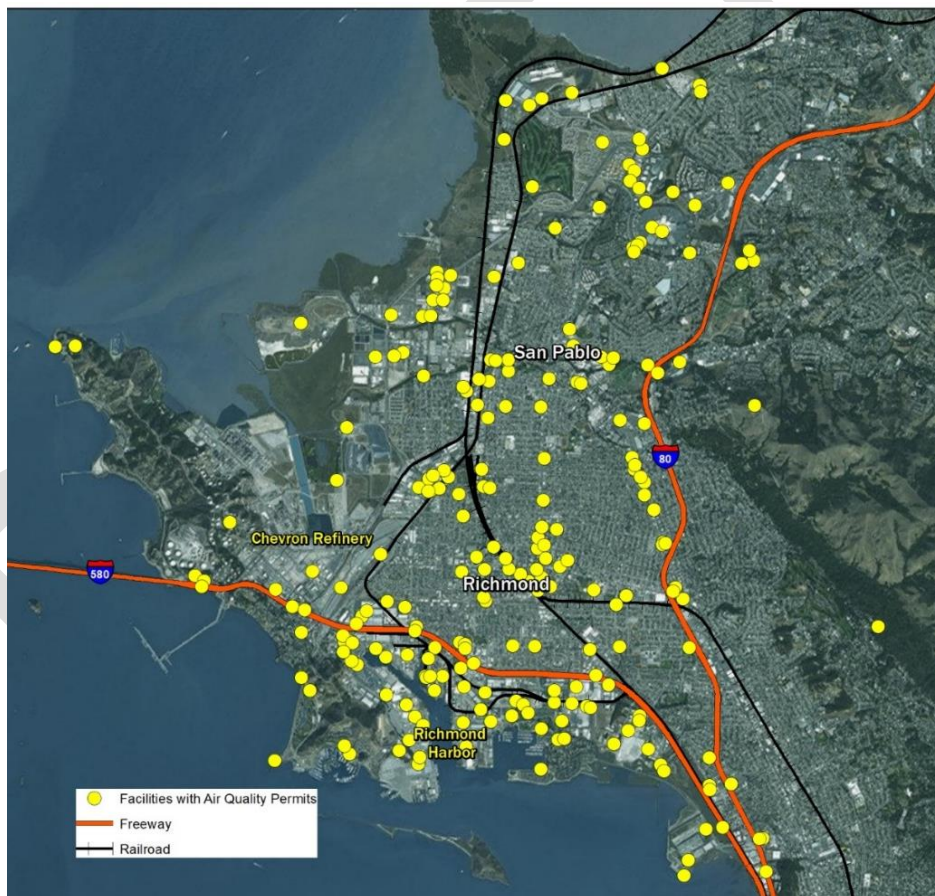 San Pablo
80
Chevron Refinery
580
Richmond
Richmond
Harbor
Facilities with Air Quality Permits
Freeway
Railroad